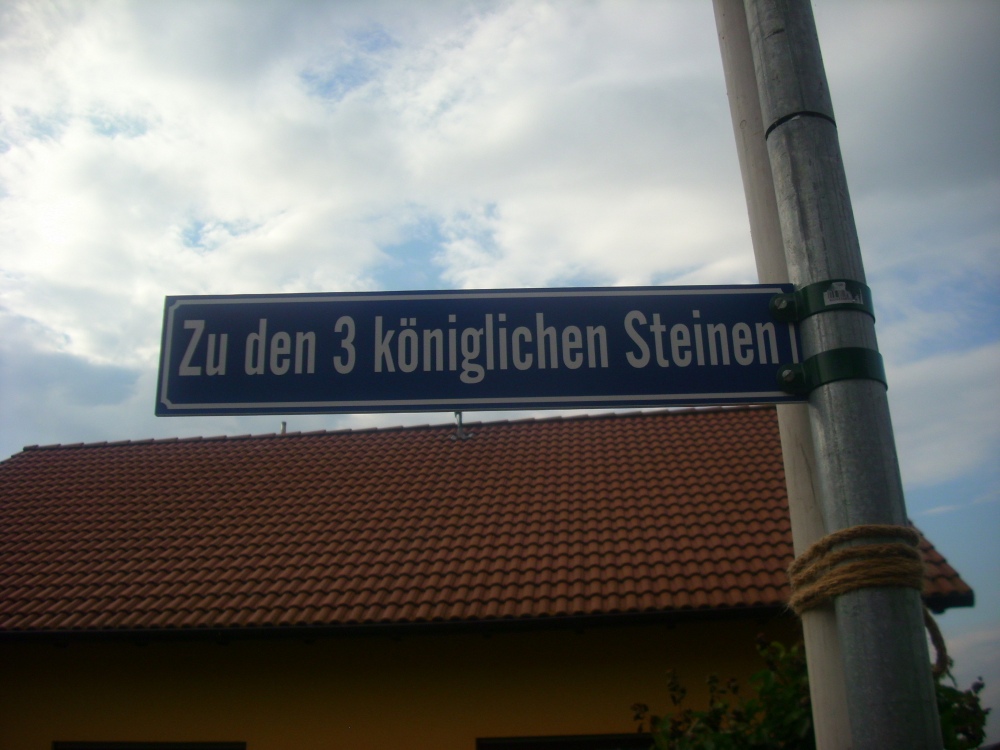 Zu den 3 königlichen Steinen